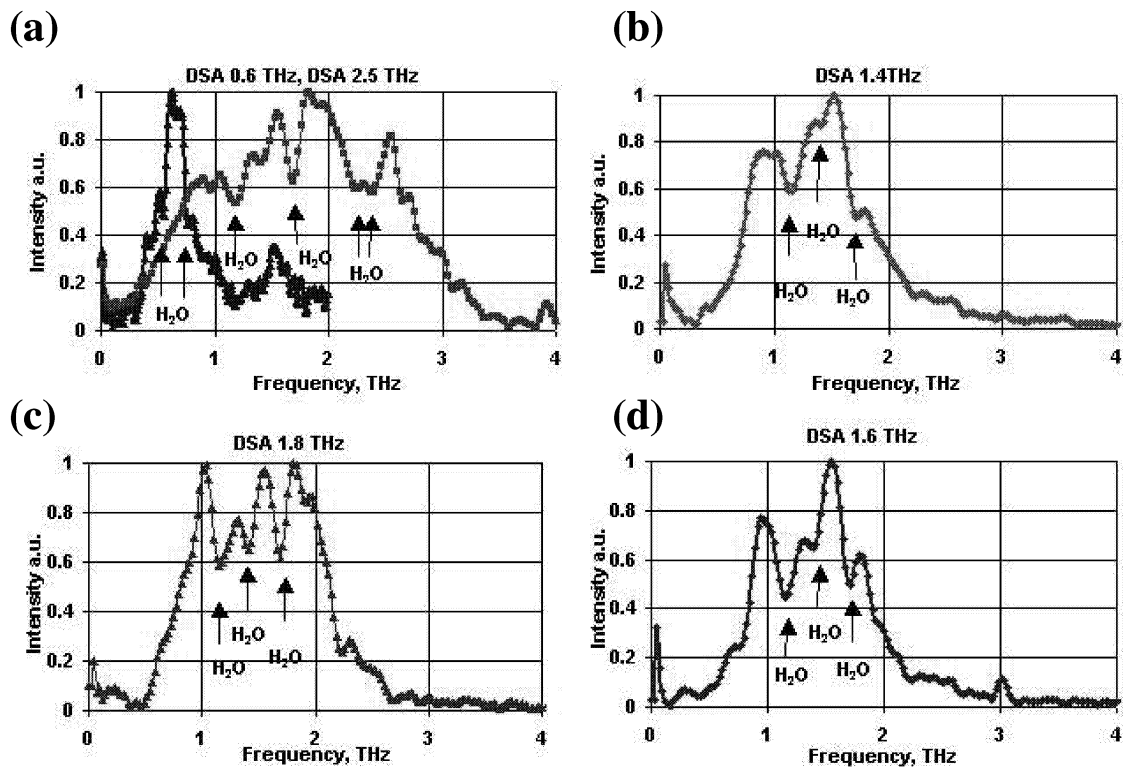 (a)
DSA 0.6 THz, DSA 2.5 THz
Intensity a.u.
1
0.8
0.6
0.4
0.2
0
H2O
H2O
H2O
H2O
0 1 2 3 4
Frequency, THz
(b)
DSA 1.4THz
Intensity a.u.
1
0.8
0.6
0.4
0.2
0
H2O
H2O
H2O
0 1 2 3 4
Frequency, THz
(c)
DSA 1.8 THz
Intensity a.u.
1
0.8
0.6
0.4
0.2
0
H2O
H2O
H2O
0 1 2 3 4
Frequency, THz
(d)
DSA 1.6 THz
Intensity a.u.
1
0.8
0.6
0.4
0.2
0
H2O
H2O
H2O
0 1 2 3 4
Frequency, THz